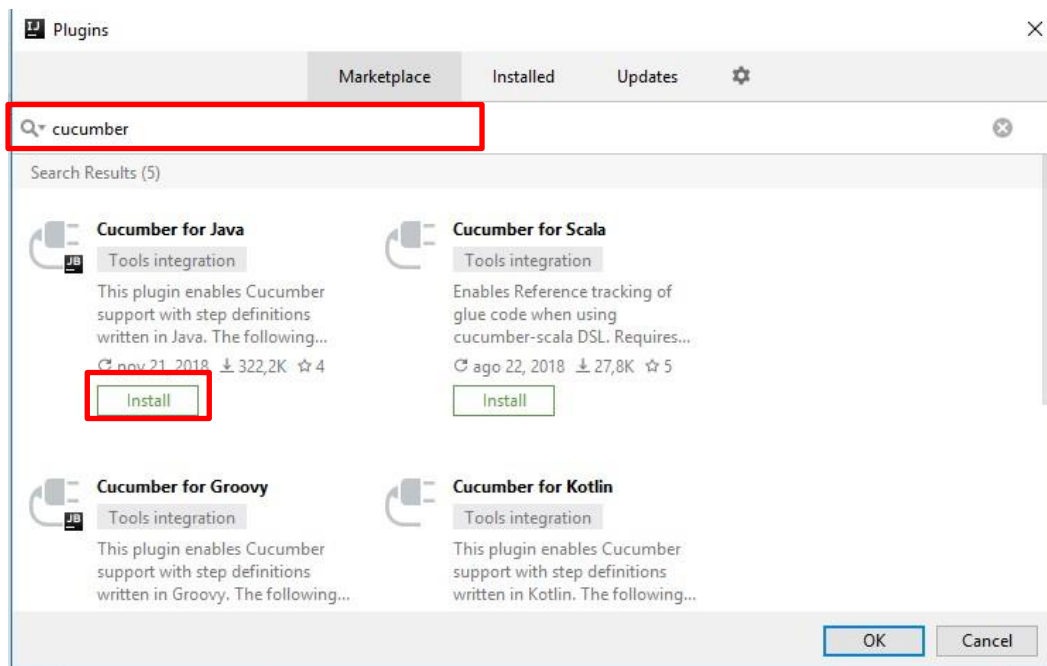 Plugins
Marketplace Installed Updates
cucumber
Search Results (5)
Cucumber for Java
Tools integration
This plugin enables Cucumber
support with step definitions
written in Java. The following...
nov 21, 2018 322,2K 4
Install
Cucumber for Scala
Tools integration
Enables Reference tracking of
glue code when using
cucumber-scala DSL. Requires...
ago 22, 2018 27,8K 5
Install
Cucumber for Groovy
Tools integration
This plugin enables Cucumber
support with step definitions
written in Groovy. The following...
Cucumber for Kotlin
Tools integration
This plugin enables Cucumber
support with step definitions
written in Kotlin. The following...
OK Cancel